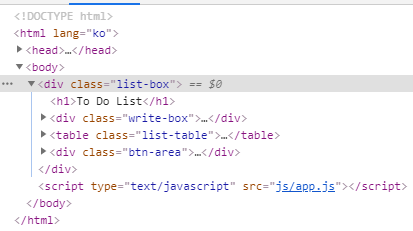 <!DOCTYPE html>
<html lang="ko">
<head>…</head>
<body>
<div class="list-box"> == $0
<h1>To Do List</h1>
<div class="write-box">…</div>
<table class="list-table">…</table>
<div class="btn-area">…</div>
</div>
<script type="text/javascript" src="js/app.js"></script>
</body>
</html>